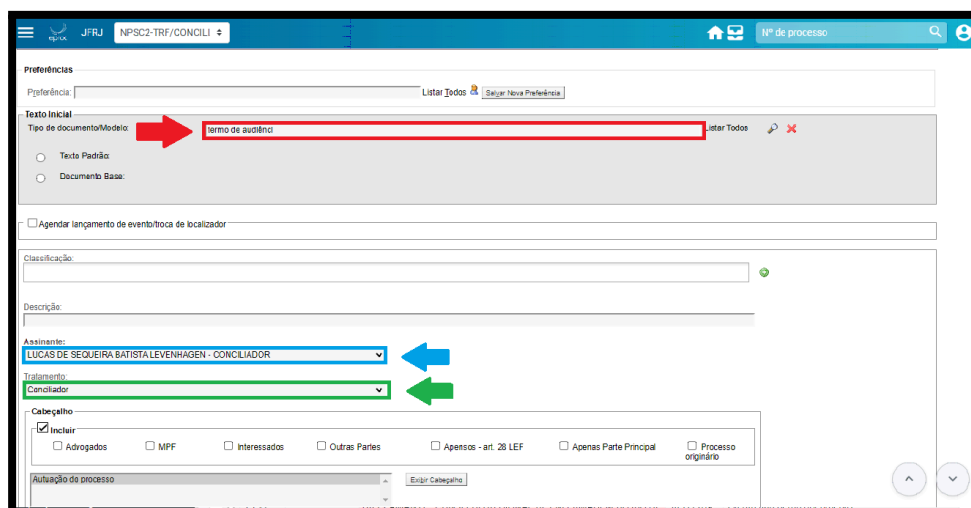 eproc JFRJ NPSC2-TRF/CONCILI Nº de processo
Preferências
Preferência: Listar Todos Salvar Nova Preferência
Texto Inicial
Tipo de documento/Modelo: termo de audiênci Listar Todos
Texto Padrão:
Documento Base:
Agendar lançamento de evento/troca de localizador
Classificação:
Descrição:
Assinante:
LUCAS DE SEQUEIRA BATISTA LEVENHAGEN - CONCILIADOR
Tratamento:
Conciliador
Cabeçalho
Incluir
Advogados MPF Interessados Outras Partes Apensos - art. 28 LEF Apenas Parte Principal Processo
originário
Autuação do processo Exibir Cabeçalho